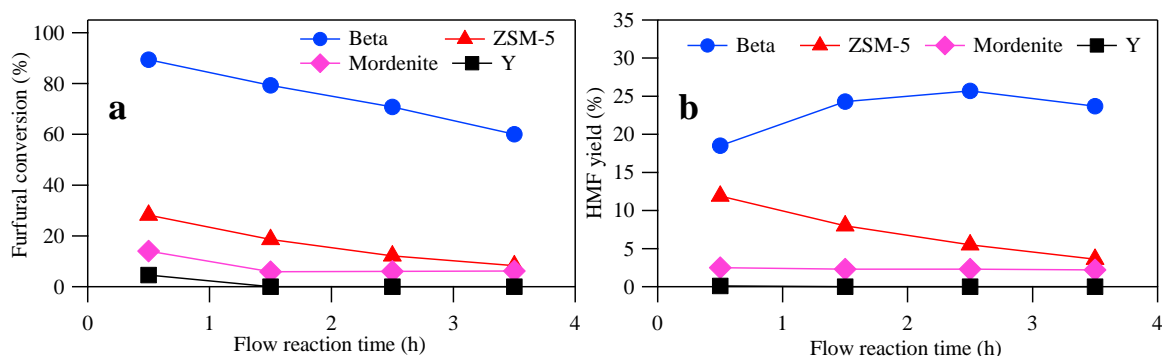 Furfural conversion (%)
100
80
60
40
20
0
Beta
ZSM-5
Mordenite
Y
a
0
1
2
3
4
Flow reaction time (h)
HMF yield (%)
35
30
25
20
15
10
5
0
Beta
ZSM-5
Mordenite
Y
b
0
1
2
3
4
Flow reaction time (h)